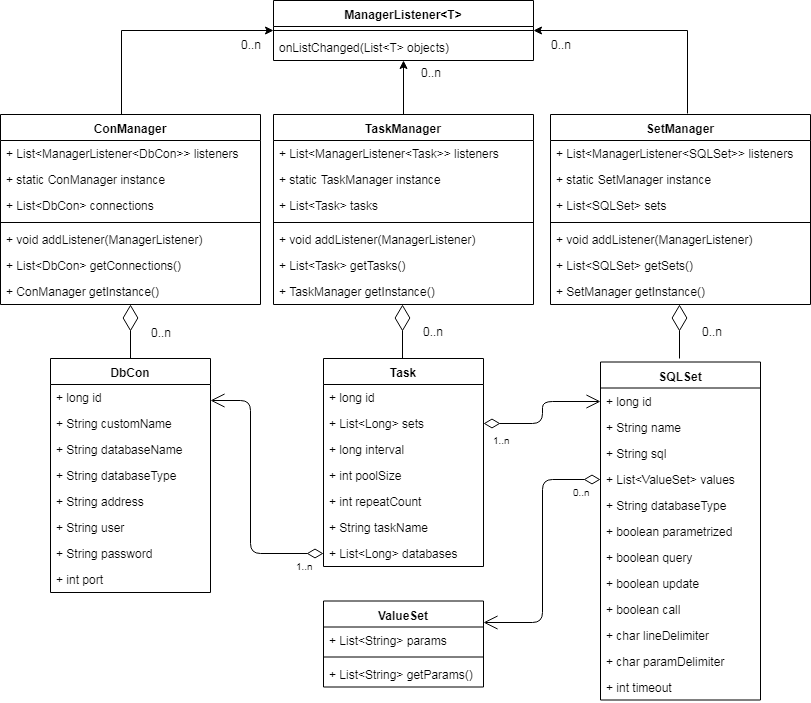 ManagerListener<T>
onListChanged(List<T> objects)
0..n
0..n
0..n
ConManager
+ List<ManagerListener<DbCon>> listeners
+ static ConManager instance
+ List<DbCon> connections
+ void addListener(ManagerListener)
+ List<DbCon> getConnections()
+ ConManager getInstance()
TaskManager
+ List<ManagerListener<Task>> listeners
+ static TaskManager instance
+ List<Task> tasks
+ void addListener(ManagerListener)
+ List<Task> getTasks()
+ TaskManager getInstance()
SetManager
+ List<ManagerListener<SQLSet>> listeners
+ static SetManager instance
+ List<SQLSet> sets
+ void addListener(ManagerListener)
+ List<SQLSet> getSets()
+ SetManager getInstance()
0..n
0..n
0..n
DbCon
+ long id
+ String customName
+ String databaseName
+ String databaseType
+ String address
+ String user
+ String password
+ int port
Task
+ long id
+ List<Long> sets
+ long interval
+ int poolSize
+ int repeatCount
+ String taskName
+ List<Long> databases
1..n
1..n
0..n
SQLSet
+ long id
+ String name
+ String sql
+ List<ValueSet> values
+ String databaseType
+ boolean parametrized
+ boolean query
+ boolean update
+ boolean call
+ char lineDelimiter
+ char paramDelimiter
+ int timeout
ValueSet
+ List<String> params
+ List<String> getParams()